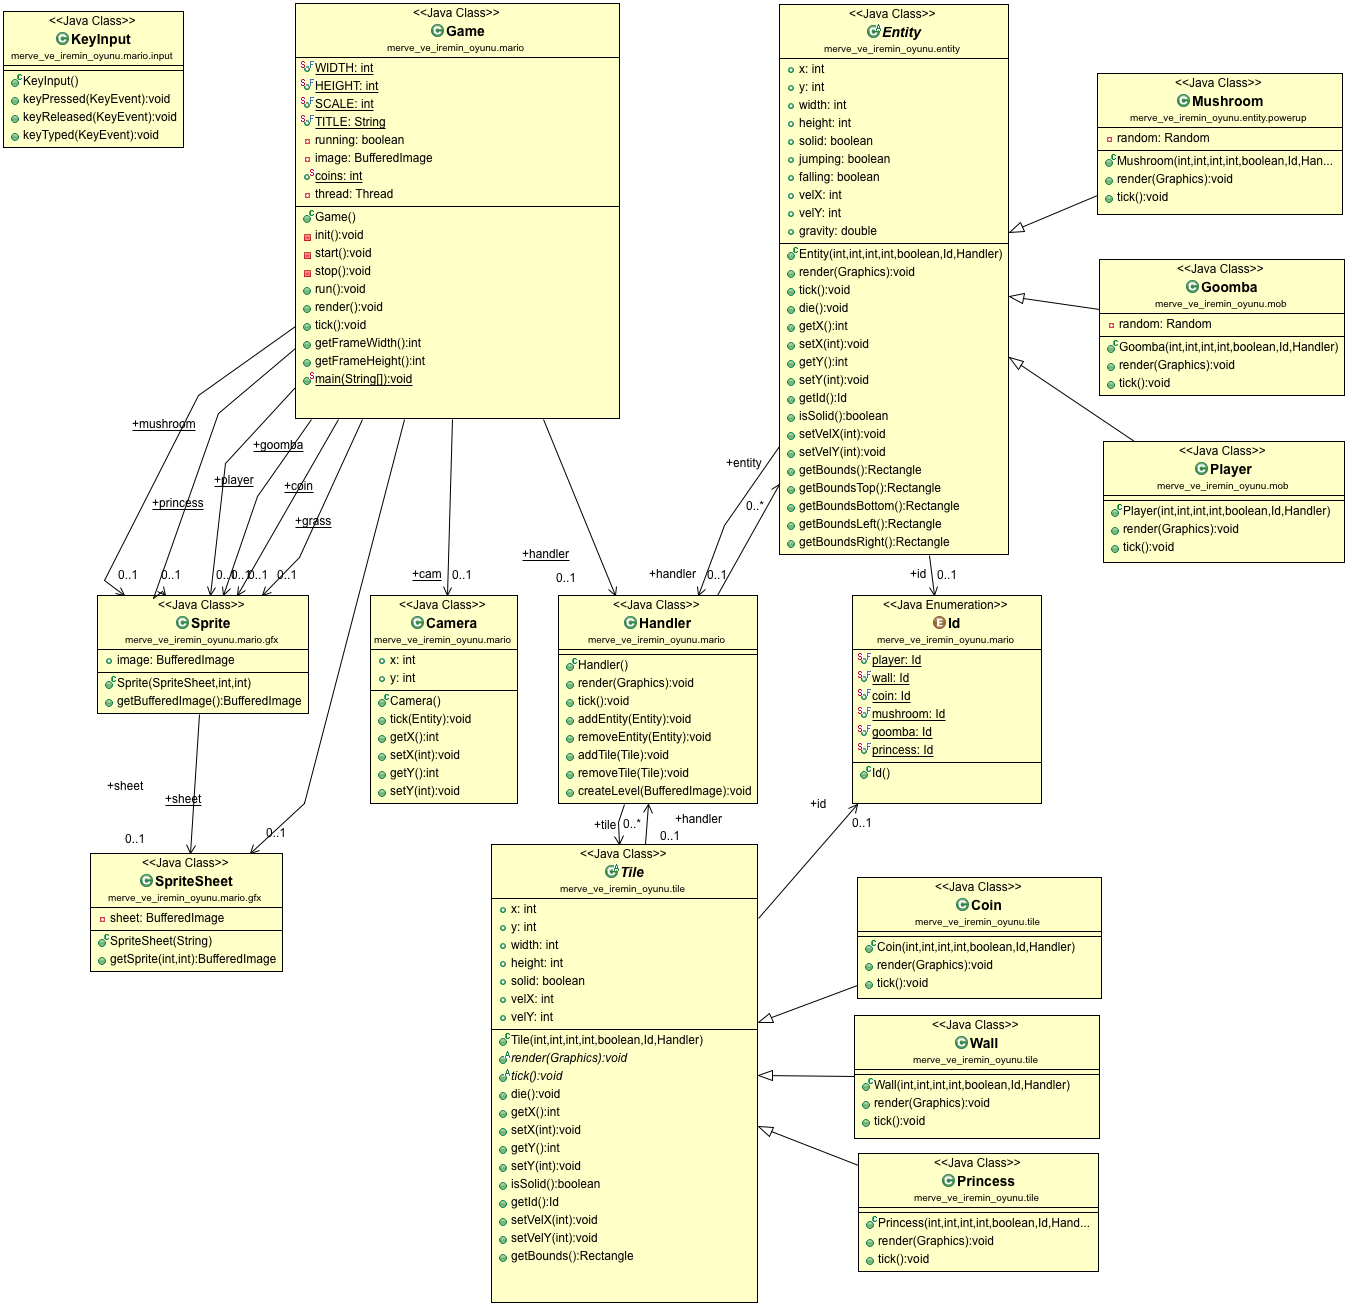 <<Java Class>>
KeyInput
merve_ve_iremin_oyunu.mario.input
KeyInput()
keyPressed(KeyEvent):void
keyReleased(KeyEvent):void
keyTyped(KeyEvent):void
<<Java Class>>
Game
merve_ve_iremin_oyunu.mario
WIDTH: int
HEIGHT: int
SCALE: int
TITLE: String
running: boolean
image: BufferedImage
coins: int
thread: Thread
Game()
init():void
start():void
stop():void
run():void
render():void
tick():void
getFrameWidth():int
getFrameHeight():int
main(String[]):void
<<Java Class>>
Entity
merve_ve_iremin_oyunu.entity
x: int
y: int
width: int
height: int
solid: boolean
jumping: boolean
falling: boolean
velX: int
velY: int
gravity: double
Entity(int,int,int,int,boolean,Id,Handler)
render(Graphics):void
tick():void
die():void
getX():int
setX(int):void
getY():int
setY(int):void
getId():Id
isSolid():boolean
setVelX(int):void
setVelY(int):void
getBounds():Rectangle
getBoundsTop():Rectangle
getBoundsBottom():Rectangle
getBoundsLeft():Rectangle
getBoundsRight():Rectangle
<<Java Class>>
Mushroom
merve_ve_iremin_oyunu.entity.powerup
random: Random
Mushroom(int,int,int,int,boolean,Id,Han...
render(Graphics):void
tick():void
<<Java Class>>
Goomba
merve_ve_iremin_oyunu.mob
random: Random
Goomba(int,int,int,int,boolean,Id,Handler)
render(Graphics):void
tick():void
<<Java Class>>
Player
merve_ve_iremin_oyunu.mob
Player(int,int,int,int,boolean,Id,Handler)
render(Graphics):void
tick():void
+mushroom
+goomba
+player
+coin
+princess
+grass
0..1
0..1
0..1
0..1
0..1
0..1
+cam
0..1
+handler
0..1
+entity
0..*
+handler
0..1
+id
0..1
<<Java Class>>
Sprite
merve_ve_iremin_oyunu.mario.gfx
image: BufferedImage
Sprite(SpriteSheet,int,int)
getBufferedImage():BufferedImage
<<Java Class>>
Camera
merve_ve_iremin_oyunu.mario
x: int
y: int
Camera()
tick(Entity):void
getX():int
setX(int):void
getY():int
setY(int):void
<<Java Class>>
Handler
merve_ve_iremin_oyunu.mario
Handler()
render(Graphics):void
tick():void
addEntity(Entity):void
removeEntity(Entity):void
addTile(Tile):void
removeTile(Tile):void
createLevel(BufferedImage):void
<<Java Enumeration>>
Id
merve_ve_iremin_oyunu.mario
player: Id
wall: Id
coin: Id
mushroom: Id
goomba: Id
princess: Id
Id()
+sheet
+sheet
0..1
0..1
+tile
0..*
+handler
0..1
+id
0..1
<<Java Class>>
SpriteSheet
merve_ve_iremin_oyunu.mario.gfx
sheet: BufferedImage
SpriteSheet(String)
getSprite(int,int):BufferedImage
<<Java Class>>
Tile
merve_ve_iremin_oyunu.tile
x: int
y: int
width: int
height: int
solid: boolean
velX: int
velY: int
Tile(int,int,int,int,boolean,Id,Handler)
render(Graphics):void
tick():void
die():void
getX():int
setX(int):void
getY():int
setY(int):void
isSolid():boolean
getId():Id
setVelX(int):void
setVelY(int):void
getBounds():Rectangle
<<Java Class>>
Coin
merve_ve_iremin_oyunu.tile
Coin(int,int,int,int,boolean,Id,Handler)
render(Graphics):void
tick():void
<<Java Class>>
Wall
merve_ve_iremin_oyunu.tile
Wall(int,int,int,int,boolean,Id,Handler)
render(Graphics):void
tick():void
<<Java Class>>
Princess
merve_ve_iremin_oyunu.tile
Princess(int,int,int,int,boolean,Id,Hand...
render(Graphics):void
tick():void